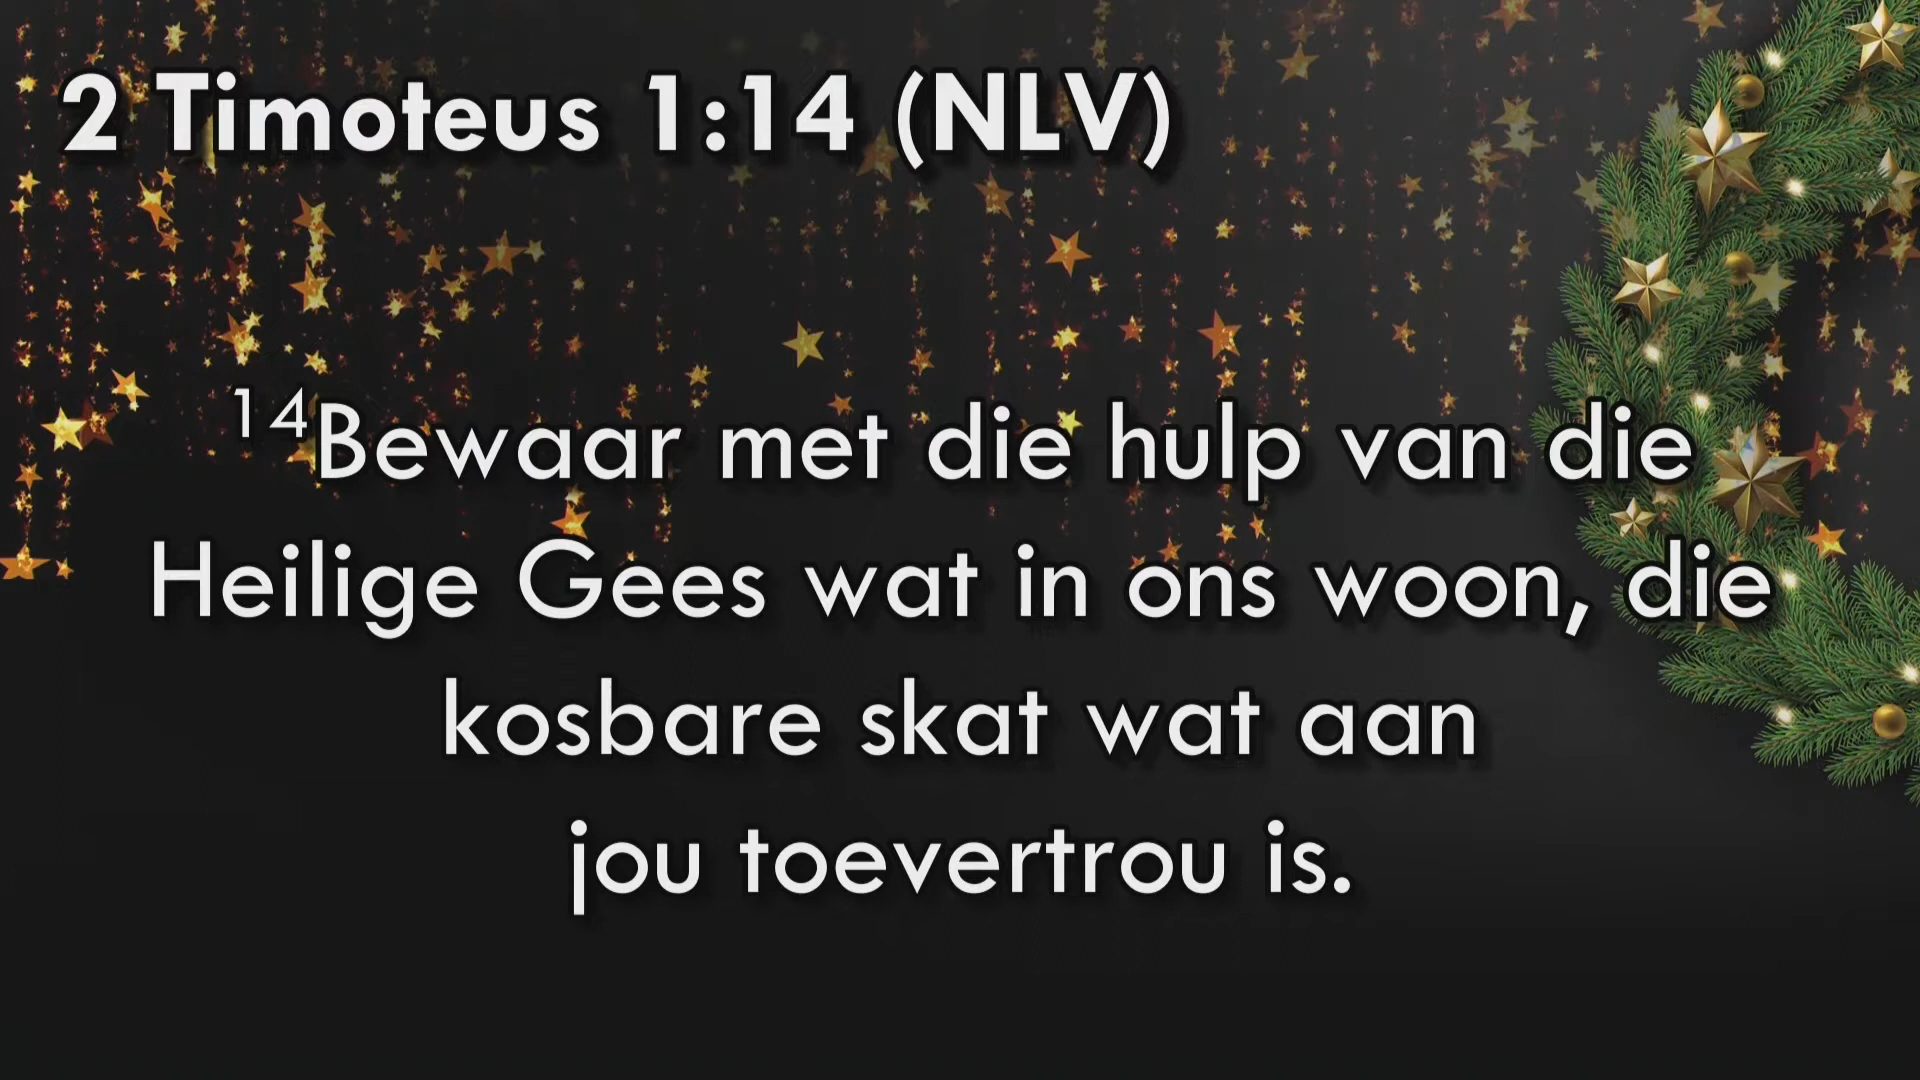 2 Timoteus 1:14 (NLV)
14Bewaar met die hulp van die
Heilige Gees wat in ons woon, die
kosbare skat wat aan
jou toevertrou is.